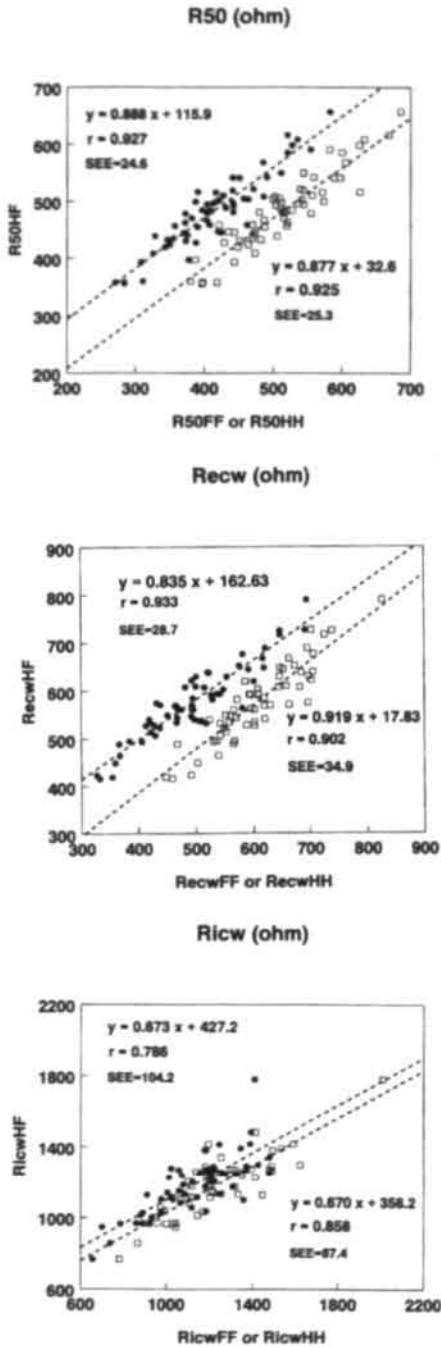 R50 (ohm)
700
600
500
400
300
200
R50HF
y = 0.888 x + 115.9
r = 0.927
SEE=24.6
0.877 x + 32.6
r = 0.925
SEE=25.3
200 300 400 500 600 700
R50FF or R50HH
Recw (ohm)
900
800
700
600
500
400
300
RecwHF
y = 0.835 x + 162.63
r = 0.933
SEE=28.7
y = 0.919 x + 17.83
r = 0.902
SEE=34.9
300 400 500 600 700 800 900
RecwFF or RecwHH
Ricw (ohm)
2200
1800
1400
1000
600
RicwHF
y = 0.673 x + 427.2
r = 0.786
SEE=104.2
y = 0.670 x + 356.2
r = 0.858
SEE=87.4
600 1000 1400 1800 2200
RicwFF or RicwHH